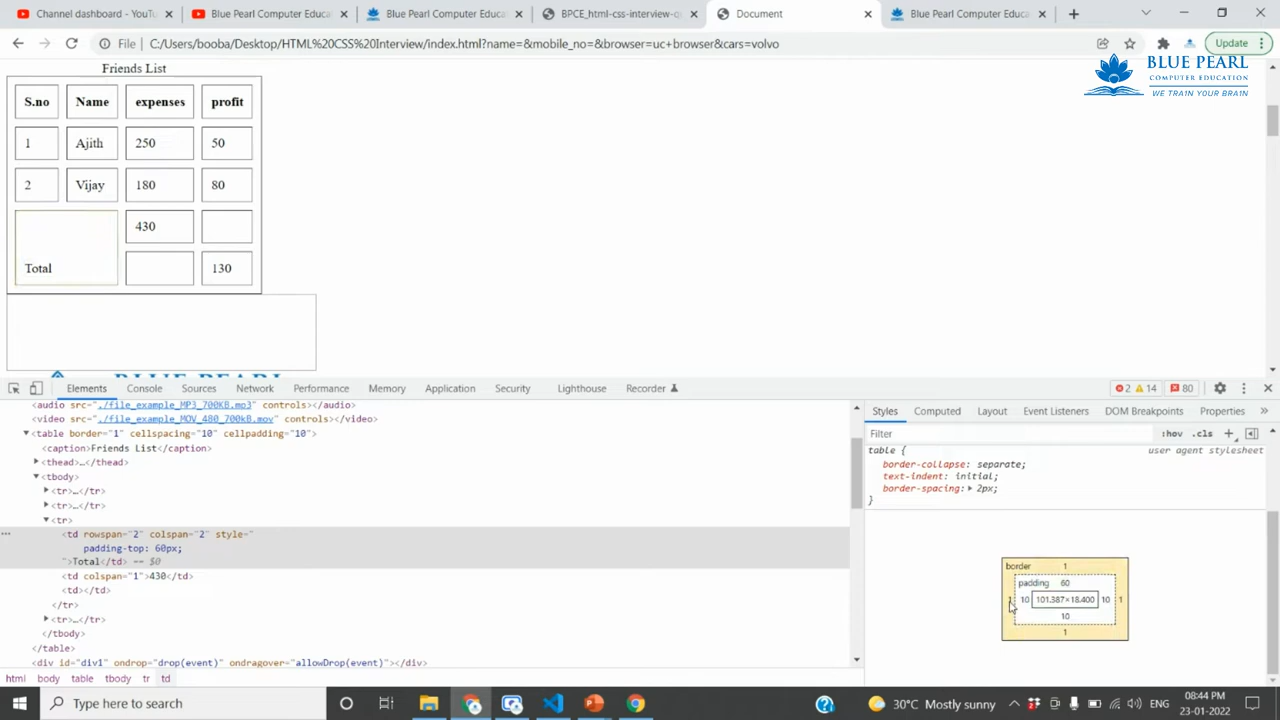 Channel dashboard - YouTu
Blue Pearl Computer Educa
Blue Pearl Computer Educa
BPCE_html-css-interview-q
Document
Blue Pearl Computer Educa
File
C:/Users/booba/Desktop/HTML%20CSS%20Interview/index.html?name=&mobile_no=&browser=uc+browser&cars=volvo
Update
BLUE PEARL
COMPUTER EDUCATION
WE TRAIN YOUR BRAIN
Friends List
S.no Name expenses profit
1 Ajith 250 50
2 Vijay 180 80
430
Total 130
Elements Console Sources Network Performance Memory Application Security Lighthouse Recorder 2 14 80
<audio src="./file_example_MP3_700KB.mp3" controls></audio>
<video src="./file_example_MOV_480_700kB.mov" controls></video>
<table border="1" cellspacing="10" cellpadding="10">
<caption>Friends List</caption>
<thead>…</thead>
<tbody>
<tr>…</tr>
<tr>…</tr>
<tr>
<td rowspan="2" colspan="2" style="
padding-top: 60px;
">Total</td> == $0
<td colspan="1">430</td>
<td></td>
</tr>
<tr>…</tr>
</tbody>
</table>
<div id="div1" ondrop="drop(event)" ondragover="allowDrop(event)"></div>
html body table tbody tr td
Styles Computed Layout Event Listeners DOM Breakpoints Properties
Filter :hov .cls
table { user agent stylesheet
border-collapse: separate;
text-indent: initial;
border-spacing: 2px;
}
border 1
padding 60
1 10 101.387×18.400 10 1
10
1
Type here to search
30°C Mostly sunny
ENG
08:44 PM
23-01-2022